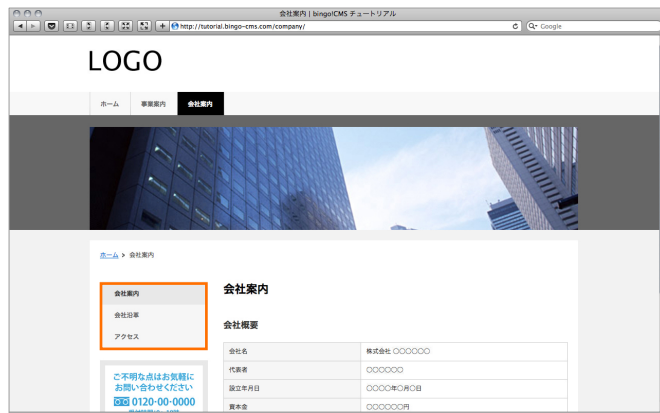 会社案内 | bingo!CMS チュートリアル
http://tutorial.bingo-cms.com/company/
Google
LOGO
ホーム 事業案内 会社案内
ホーム > 会社案内
会社案内
会社沿革
アクセス
ご不明な点はお気軽に
お問い合わせください
0120-00-0000
会社案内
会社概要
会社名 株式会社 〇〇〇〇〇〇
代表者 〇〇〇〇〇〇
設立年月日 〇〇〇〇年〇月〇日
資本金 〇〇〇〇〇〇円